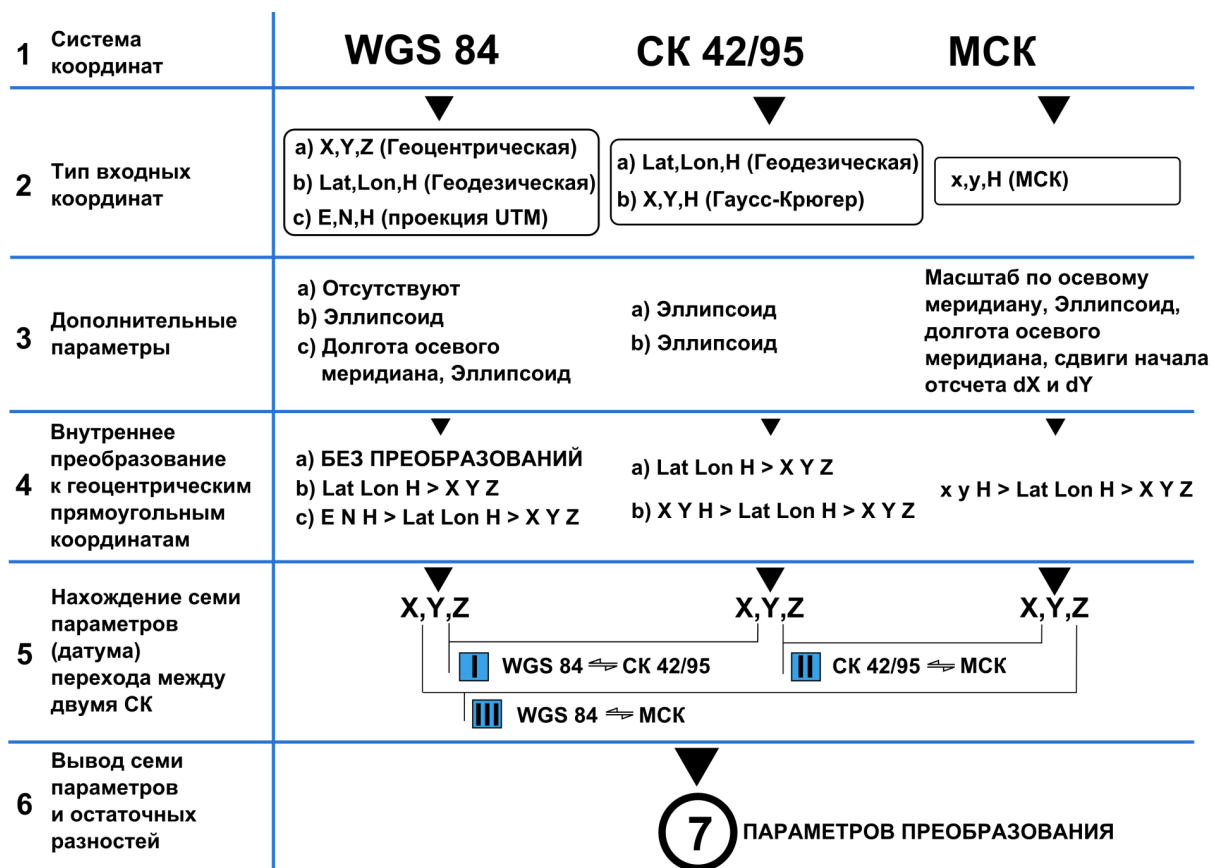 1 Система
координат
WGS 84
СК 42/95
МСК
2 Тип входных
координат
a) X,Y,Z (Геоцентрическая)
b) Lat,Lon,H (Геодезическая)
c) E,N,H (проекция UTM)
a) Lat,Lon,H (Геодезическая)
b) X,Y,H (Гаусс-Крюгер)
x,y,H (МСК)
3 Дополнительные
параметры
a) Отсутствуют
b) Эллипсоид
c) Долгота осевого
меридиана, Эллипсоид
a) Эллипсоид
b) Эллипсоид
Масштаб по осевому
меридиану, Эллипсоид,
долгота осевого
меридиана, сдвиги начала
отсчета dX и dY
4 Внутреннее
преобразование
к геоцентрическим
прямоугольным
координатам
a) БЕЗ ПРЕОБРАЗОВАНИЙ
b) Lat Lon H > X Y Z
c) E N H > Lat Lon H > X Y Z
a) Lat Lon H > X Y Z
b) X Y H > Lat Lon H > X Y Z
x y H > Lat Lon H > X Y Z
5 Нахождение семи
параметров
(датума)
перехода между
двумя СК
X,Y,Z
X,Y,Z
X,Y,Z
I WGS 84 ⇋ СК 42/95
II СК 42/95 ⇋ МСК
III WGS 84 ⇋ МСК
6 Вывод семи
параметров
и остаточных
разностей
7 ПАРАМЕТРОВ ПРЕОБРАЗОВАНИЯ